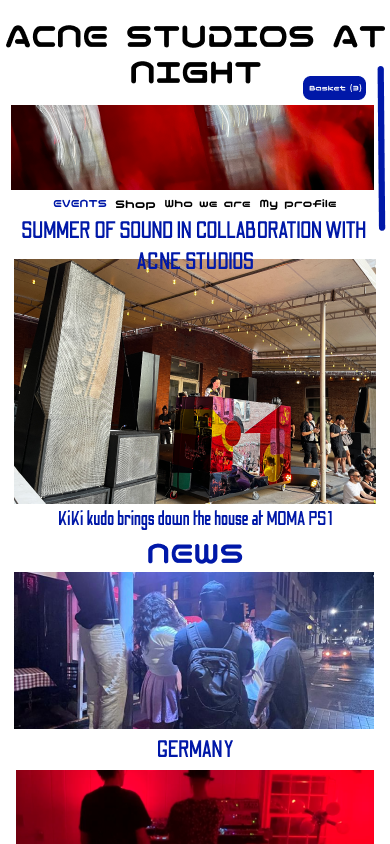 ACNE STUDIOS AT
NIGHT
Basket (3)
EVENTS Shop Who we are My profile
SUMMER OF SOUND IN COLLABORATION WITH
ACNE STUDIOS
KiKi kudo brings down the house at MOMA PS1
NEWS
GERMANY